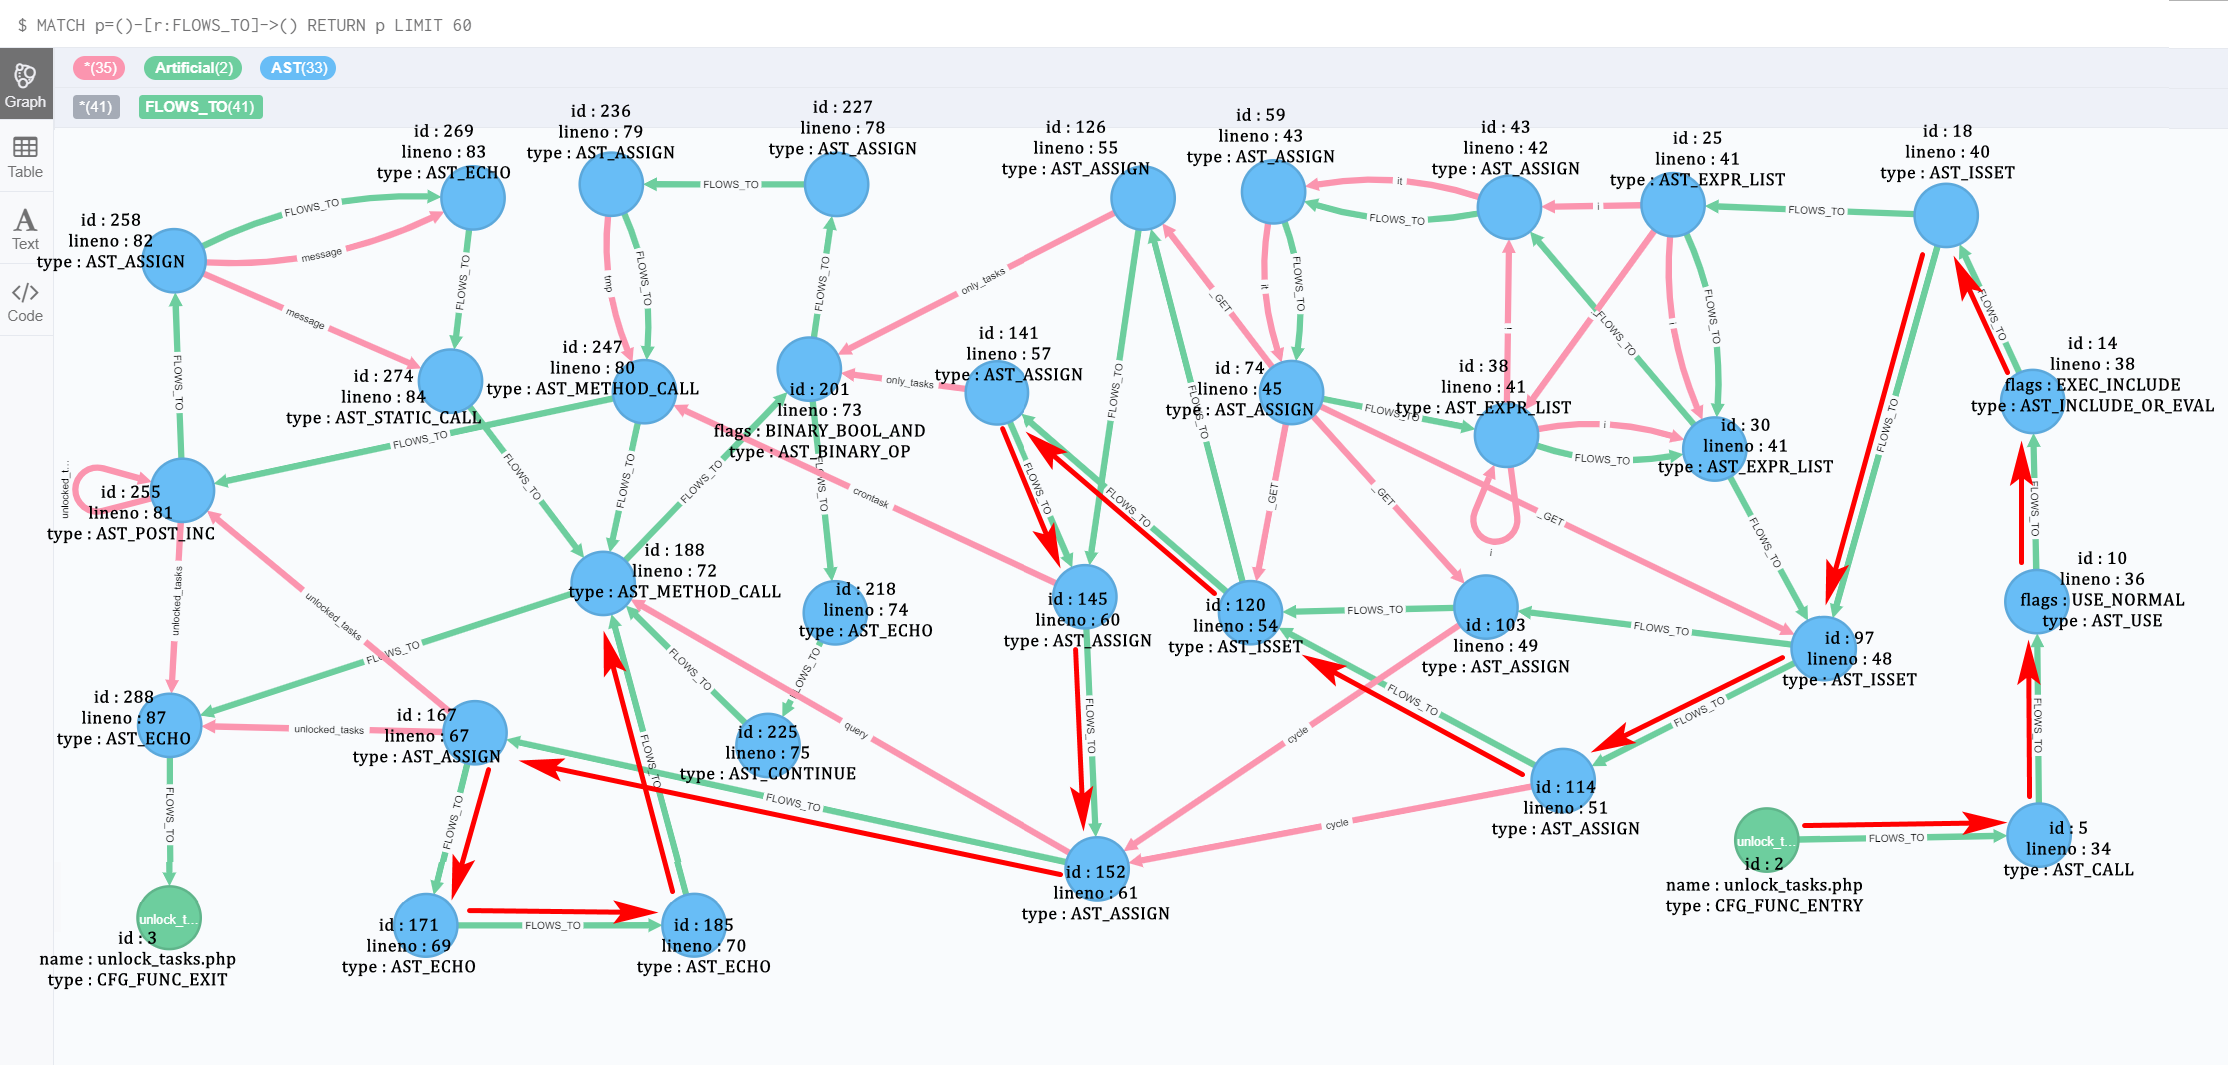 $ MATCH p=()-[r:FLOWS_TO]->() RETURN p LIMIT 60
Graph
Table
Text
Code
*(35)
Artificial(2)
AST(33)
*(41)
FLOWS_TO(41)
id : 269
lineno : 83
type : AST_ECHO
id : 236
lineno : 79
type : AST_ASSIGN
id : 227
lineno : 78
type : AST_ASSIGN
id : 126
lineno : 55
type : AST_ASSIGN
id : 59
lineno : 43
type : AST_ASSIGN
id : 43
lineno : 42
type : AST_ASSIGN
id : 25
lineno : 41
type : AST_EXPR_LIST
id : 18
lineno : 40
type : AST_ISSET
id : 258
lineno : 82
type : AST_ASSIGN
FLOWS_TO
message
message
FLOWS_TO
FLOWS_TO
tmp
FLOWS_TO
FLOWS_TO
only_tasks
_GET
it
FLOWS_TO
it
FLOWS_TO
i
FLOWS_TO
i
FLOWS_TO
i
FLOWS_TO
FLOWS_TO
id : 274
lineno : 84
type : AST_STATIC_CALL
id : 247
lineno : 80
type : AST_METHOD_CALL
id : 201
lineno : 73
flags : BINARY_BOOL_AND
type : AST_BINARY_OP
id : 141
lineno : 57
type : AST_ASSIGN
id : 74
lineno : 45
type : AST_ASSIGN
id : 38
lineno : 41
type : AST_EXPR_LIST
id : 30
lineno : 41
type : AST_EXPR_LIST
id : 14
lineno : 38
flags : EXEC_INCLUDE
type : AST_INCLUDE_OR_EVAL
FLOWS_TO
FLOWS_TO
only_tasks
FLOWS_TO
FLOWS_TO
FLOWS_TO
i
FLOWS_TO
i
FLOWS_TO
unlocked_t...
id : 255
lineno : 81
type : AST_POST_INC
FLOWS_TO
FLOWS_TO
FLOWS_TO
FLOWS_TO
crontask
FLOWS_TO
FLOWS_TO
_GET
_GET
_GET
FLOWS_TO
FLOWS_TO
id : 188
lineno : 72
type : AST_METHOD_CALL
id : 218
lineno : 74
type : AST_ECHO
id : 145
lineno : 60
type : AST_ASSIGN
id : 120
lineno : 54
type : AST_ISSET
id : 103
lineno : 49
type : AST_ASSIGN
id : 97
lineno : 48
type : AST_ISSET
id : 10
lineno : 36
flags : USE_NORMAL
type : AST_USE
unlocked_tasks
unlocked_tasks
FLOWS_TO
FLOWS_TO
FLOWS_TO
FLOWS_TO
FLOWS_TO
FLOWS_TO
query
FLOWS_TO
cycle
FLOWS_TO
FLOWS_TO
FLOWS_TO
id : 288
lineno : 87
type : AST_ECHO
unlocked_tasks
id : 167
lineno : 67
type : AST_ASSIGN
id : 225
lineno : 75
type : AST_CONTINUE
id : 114
lineno : 51
type : AST_ASSIGN
FLOWS_TO
FLOWS_TO
FLOWS_TO
cycle
unlock_t...
id : 2
name : unlock_tasks.php
type : CFG_FUNC_ENTRY
FLOWS_TO
id : 5
lineno : 34
type : AST_CALL
unlock_t...
id : 3
name : unlock_tasks.php
type : CFG_FUNC_EXIT
id : 171
lineno : 69
type : AST_ECHO
FLOWS_TO
id : 185
lineno : 70
type : AST_ECHO
id : 152
lineno : 61
type : AST_ASSIGN